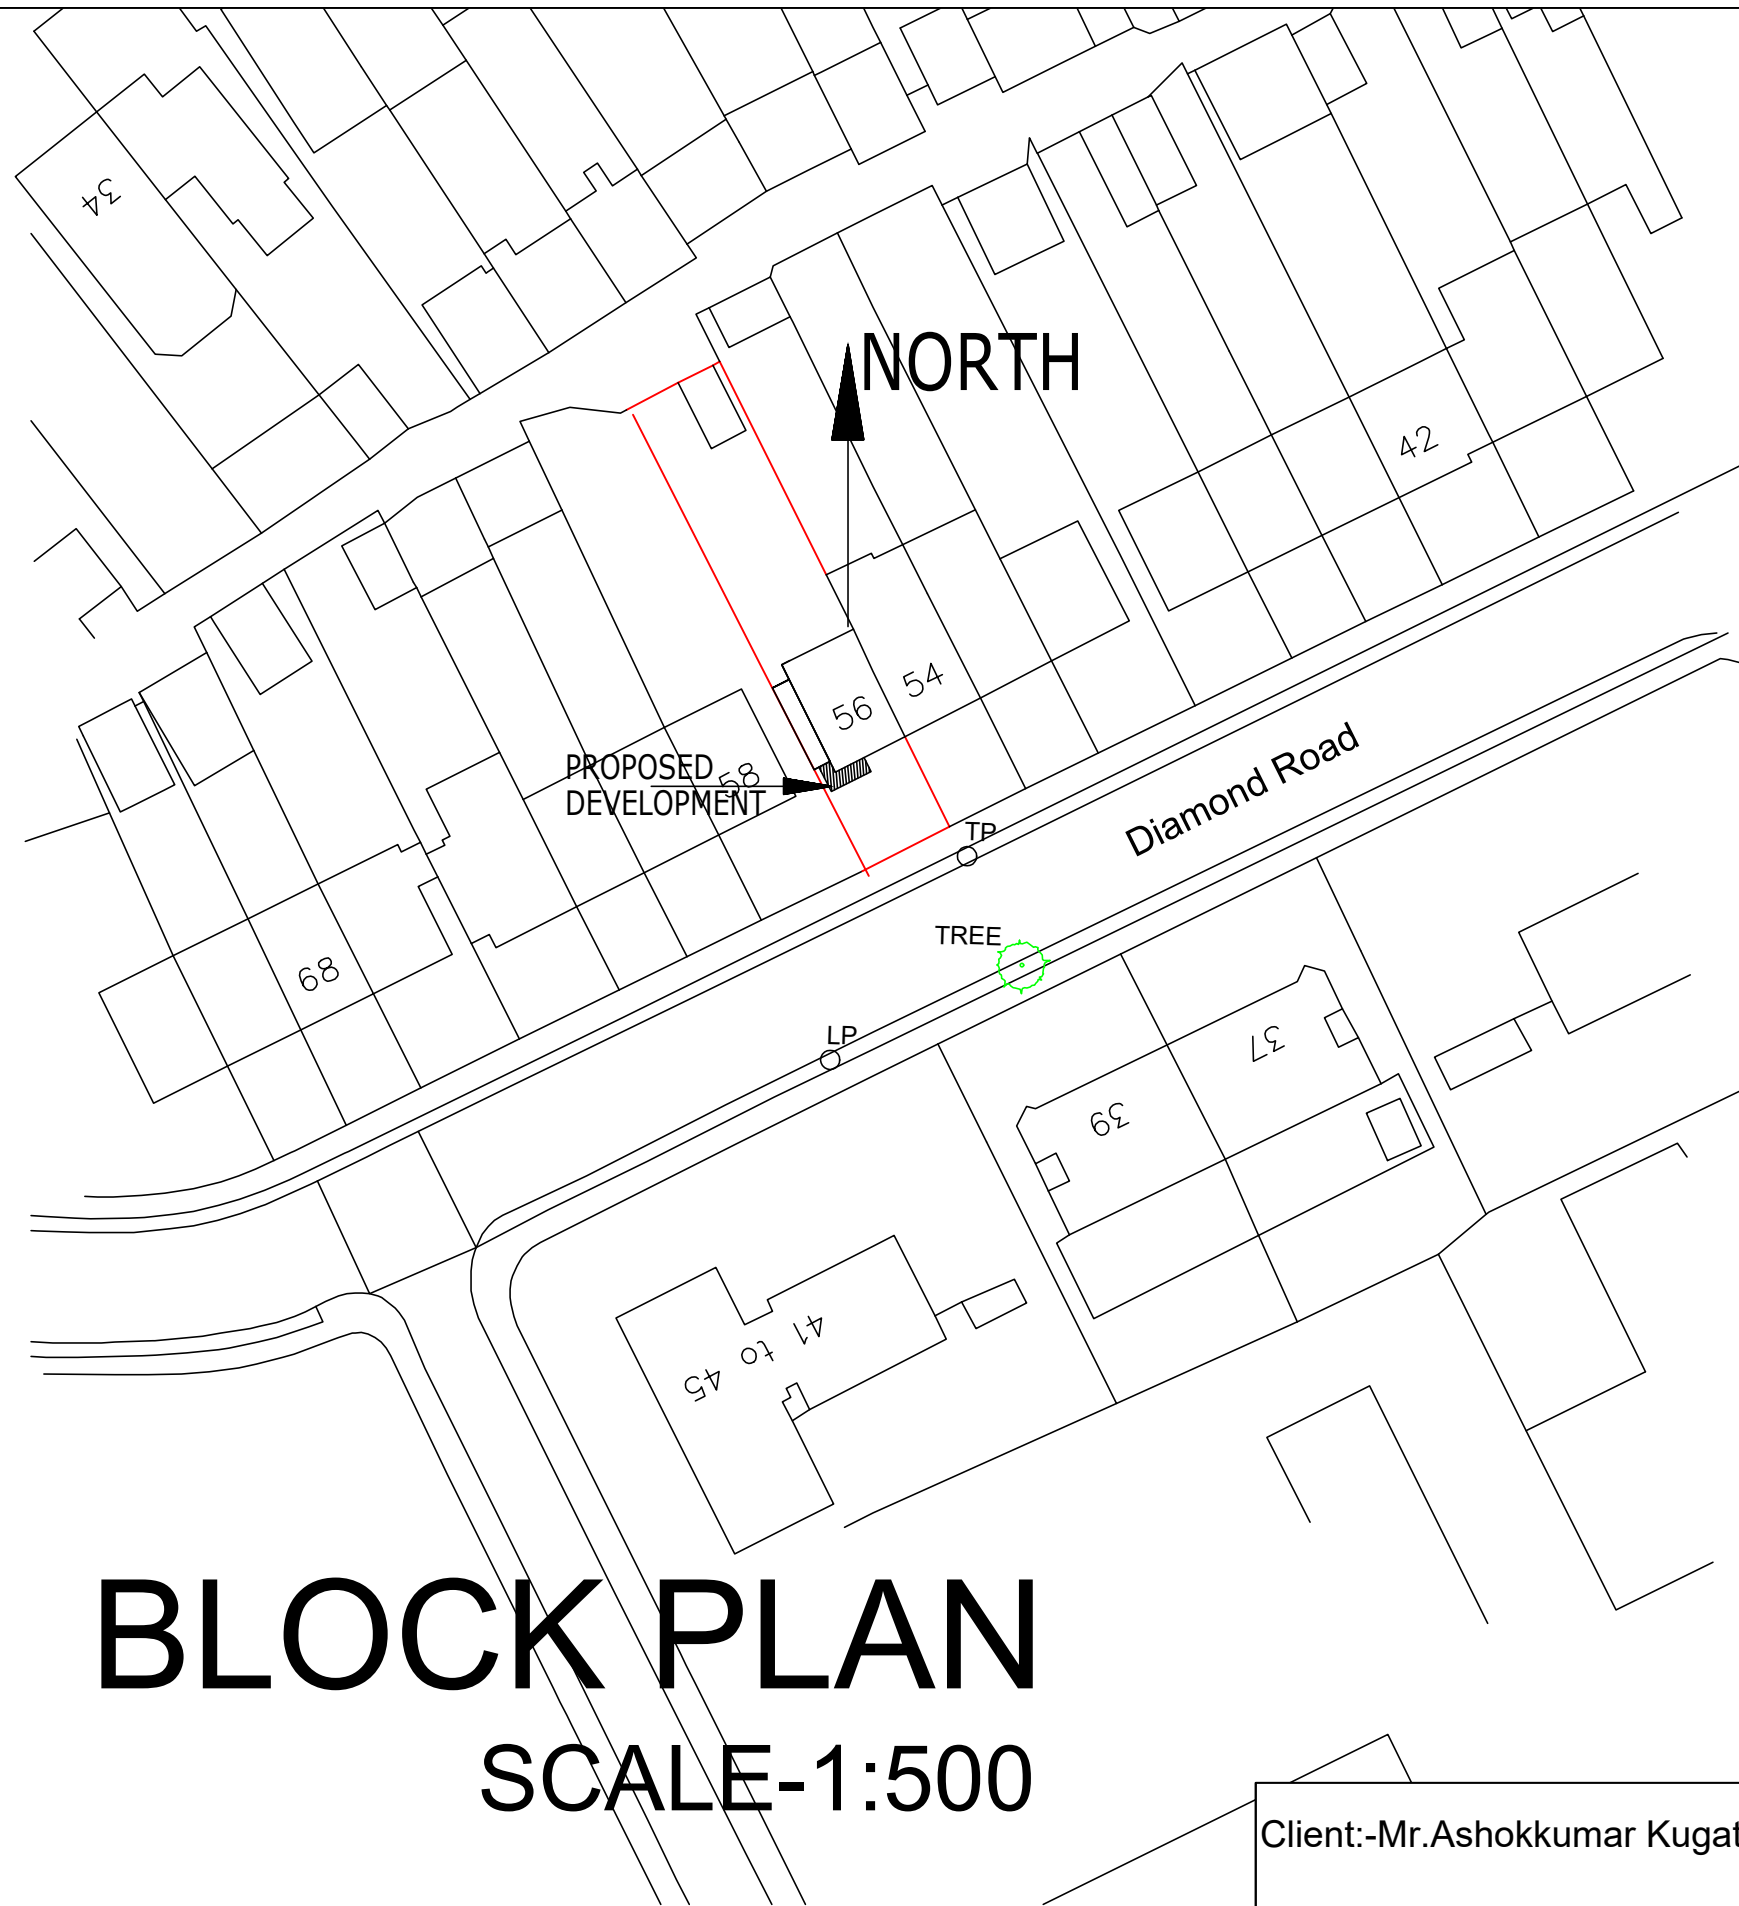 34
NORTH
42
54
56
58
PROPOSED
DEVELOPMENT
Diamond Road
TP
TREE
LP
68
37
39
41 to 45
BLOCK PLAN
SCALE-1:500
Client:-Mr.Ashokkumar Kugat